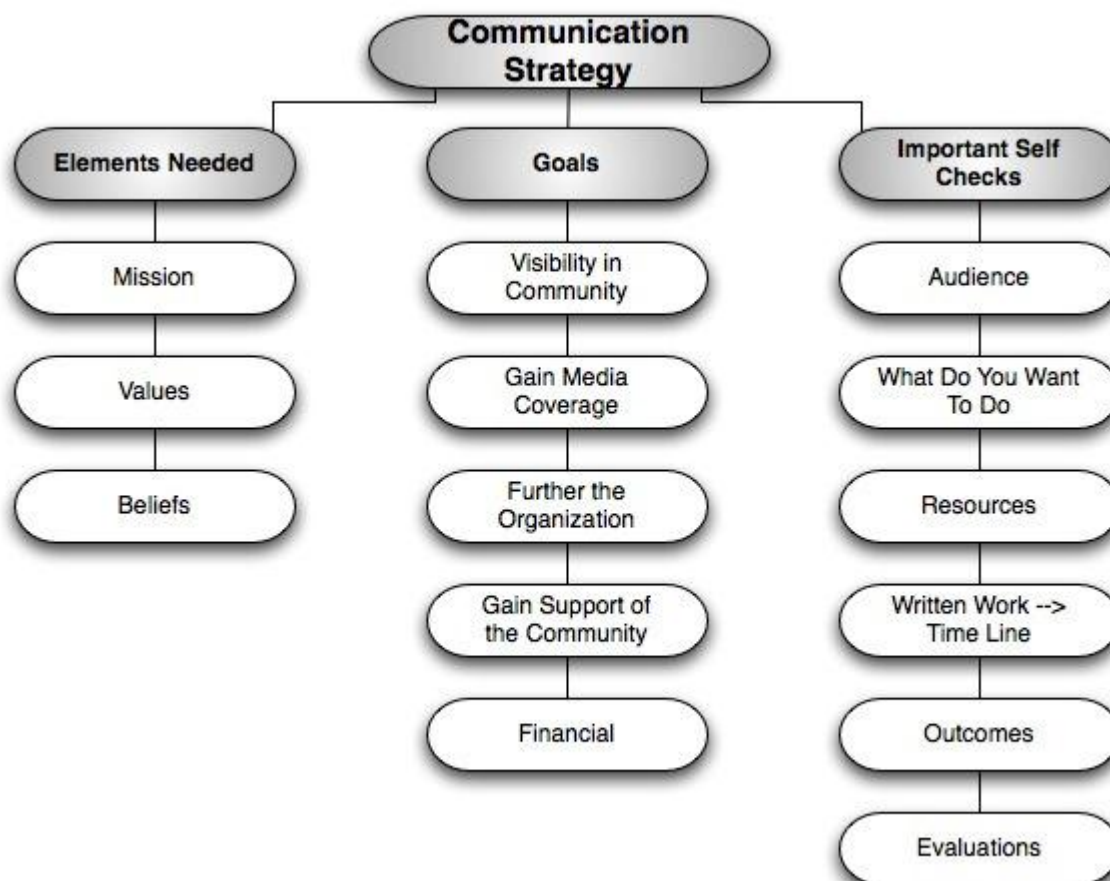 Communication
Strategy
Elements Needed
Mission
Values
Beliefs
Goals
Visibility in
Community
Gain Media
Coverage
Further the
Organization
Gain Support of
the Community
Financial
Important Self
Checks
Audience
What Do You Want
To Do
Resources
Written Work -->
Time Line
Outcomes
Evaluations